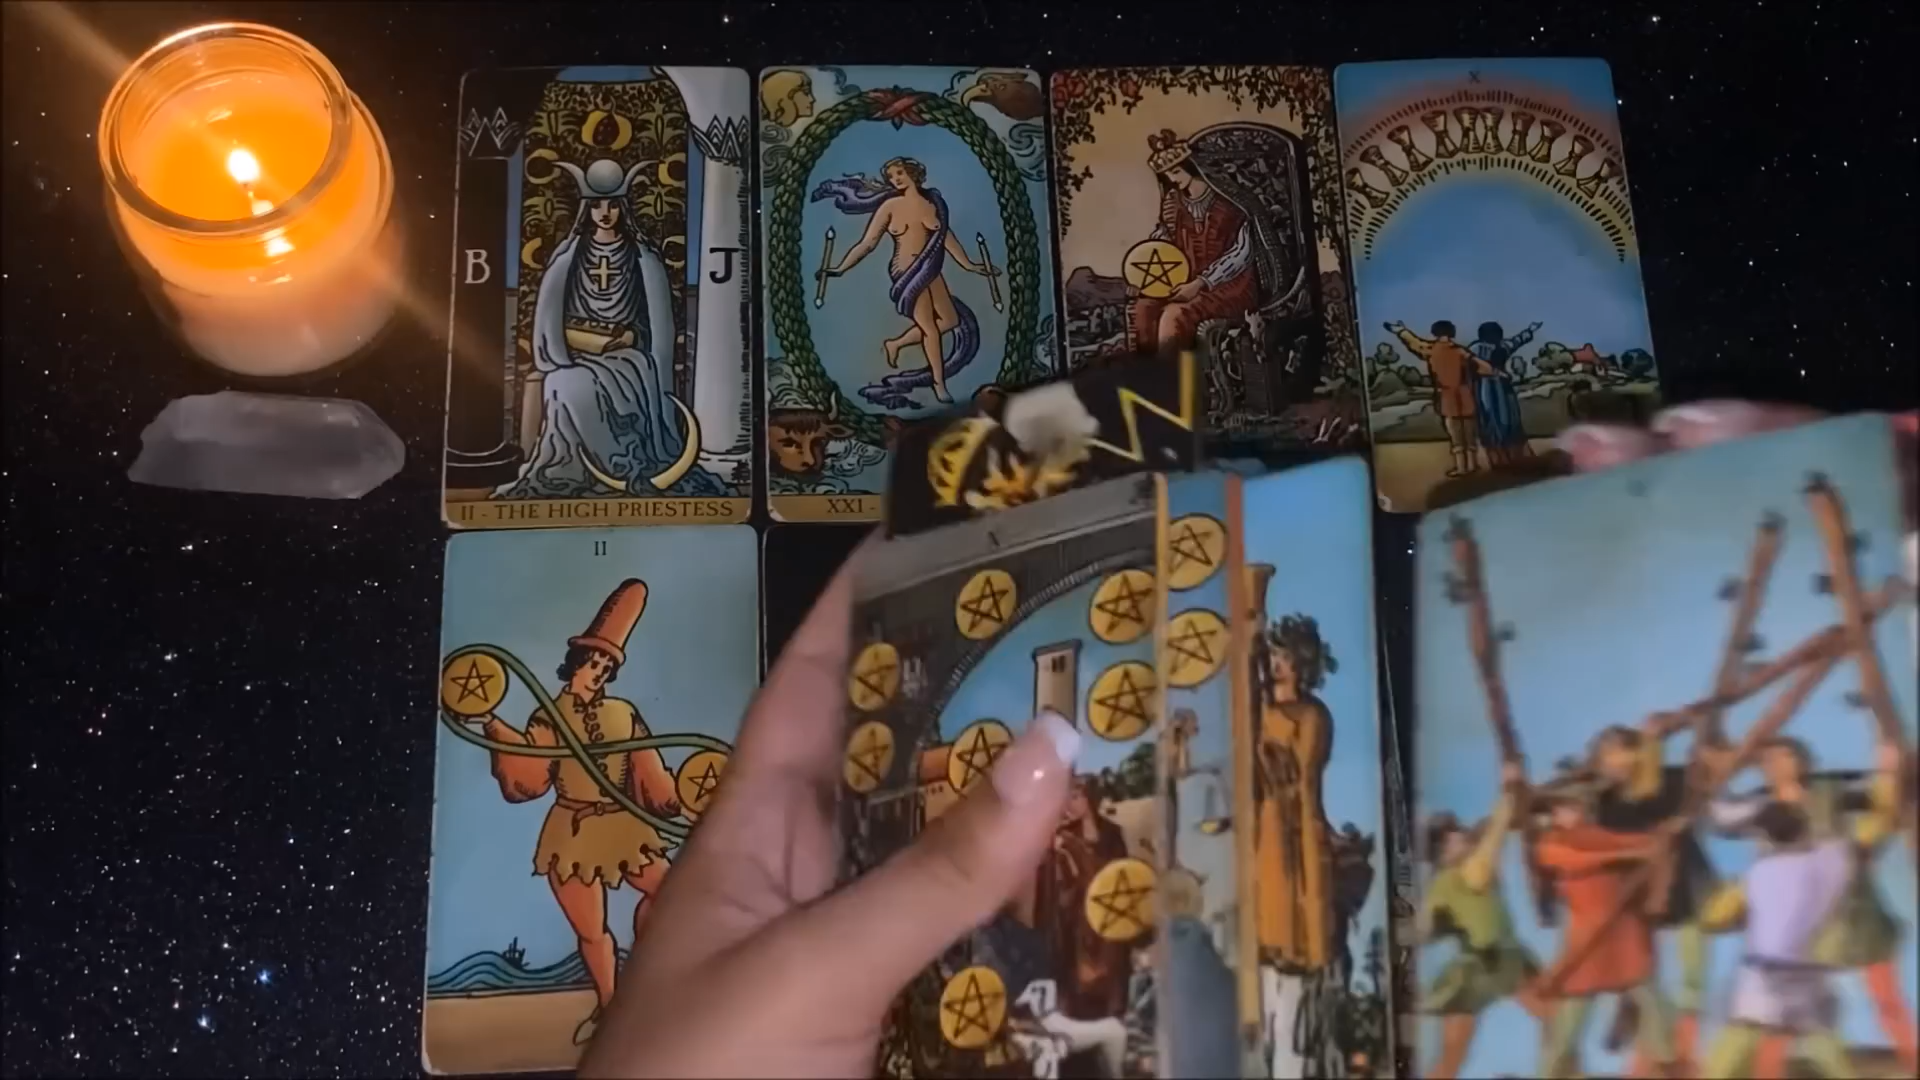 X
B
J
II - THE HIGH PRIESTESS
XXI -
II
X